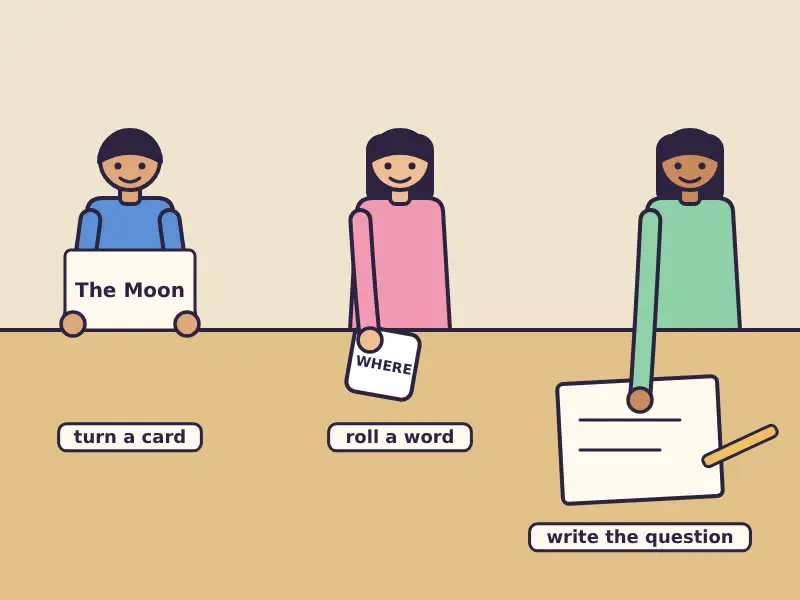 The Moon
WHERE
turn a card
roll a word
write the question